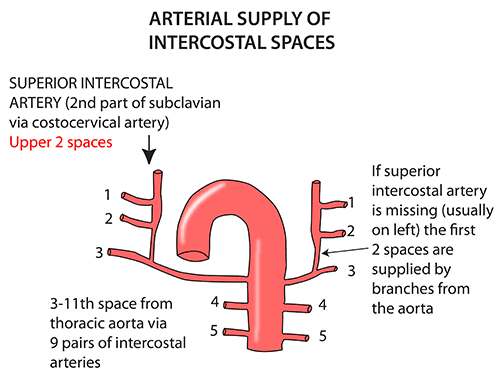 ARTERIAL SUPPLY OF
INTERCOSTAL SPACES
SUPERIOR INTERCOSTAL
ARTERY (2nd part of subclavian
via costocervical artery)
Upper 2 spaces
1
2
3
1
2
3
If superior
intercostal artery
is missing (usually
on left) the first
2 spaces are
supplied by
branches from
the aorta
3-11th space from
thoracic aorta via
9 pairs of intercostal
arteries
4
5
4
5